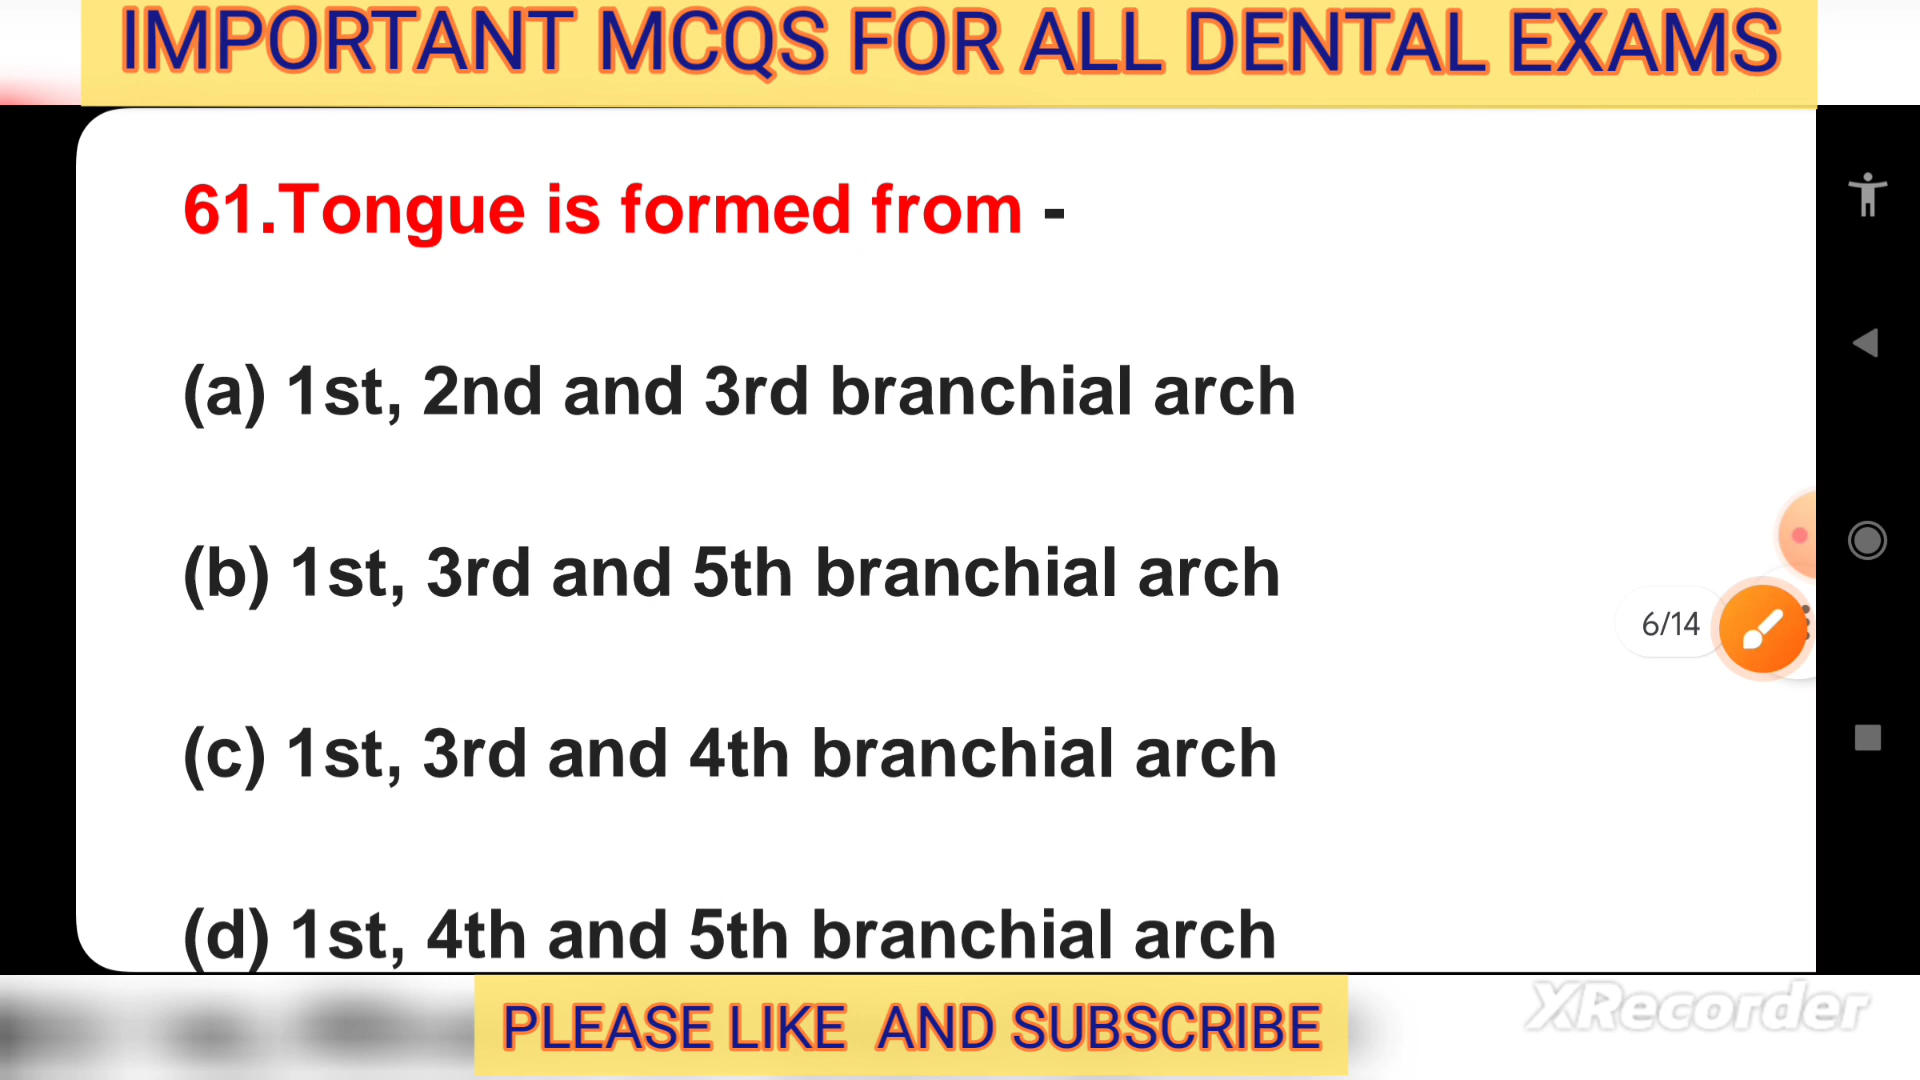 IMPORTANT MCQS FOR ALL DENTAL EXAMS
61.Tongue is formed from -
(a) 1st, 2nd and 3rd branchial arch
(b) 1st, 3rd and 5th branchial arch
6/14
(c) 1st, 3rd and 4th branchial arch
(d) 1st, 4th and 5th branchial arch
PLEASE LIKE AND SUBSCRIBE
XRecorder